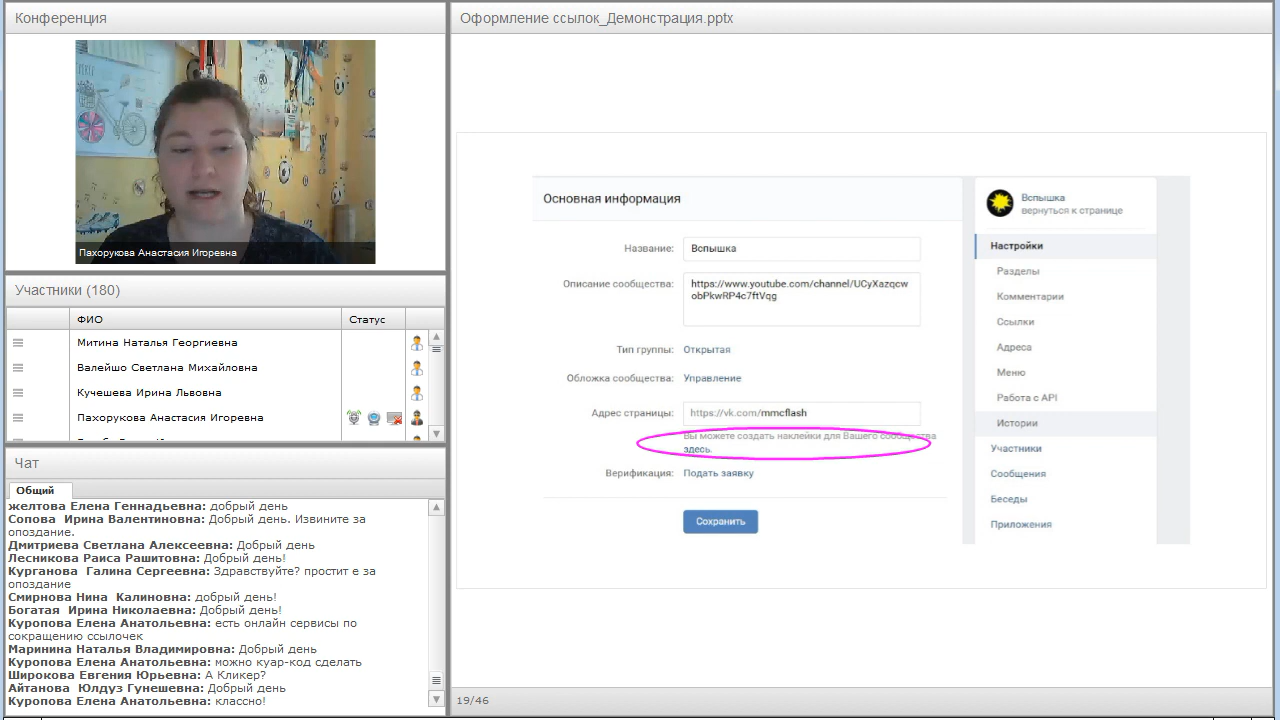 Конференция
Пахорукова Анастасия Игоревна
Участники (180)
ФИО Статус
Митина Наталья Георгиевна
Валейшо Светлана Михайловна
Кучешева Ирина Львовна
Пахорукова Анастасия Игоревна
Чат
Общий
желтова Елена Геннадьевна: добрый день
Сопова Ирина Валентиновна: Добрый день. Извините за
опоздание.
Дмитриева Светлана Алексеевна: Добрый день
Лесникова Раиса Рашитовна: Добрый день!
Курганова Галина Сергеевна: Здравствуйте? простит е за
опоздание
Смирнова Нина Калиновна: добрый день!
Богатая Ирина Николаевна: Добрый день!
Куропова Елена Анатольевна: есть онлайн сервисы по
сокращению ссылочек
Маринина Наталья Владимировна: Добрый день
Куропова Елена Анатольевна: можно куар-код сделать
Широкова Евгения Юрьевна: А Кликер?
Айтанова Юлдуз Гунешевна: Добрый день
Куропова Елена Анатольевна: классно!
Оформление ссылок_Демонстрация.pptx
Основная информация
Название: Вспышка
Описание сообщества: https://www.youtube.com/channel/UCyXazqcw
obPkwRP4c7ftVqg
Тип группы: Открытая
Обложка сообщества: Управление
Адрес страницы: https://vk.com/mmcflash
Вы можете создать наклейки для Вашего сообщества
здесь.
Верификация: Подать заявку
Сохранить
Вспышка
вернуться к странице
Настройки
Разделы
Комментарии
Ссылки
Адреса
Меню
Работа с API
Истории
Участники
Сообщения
Беседы
Приложения
19/46